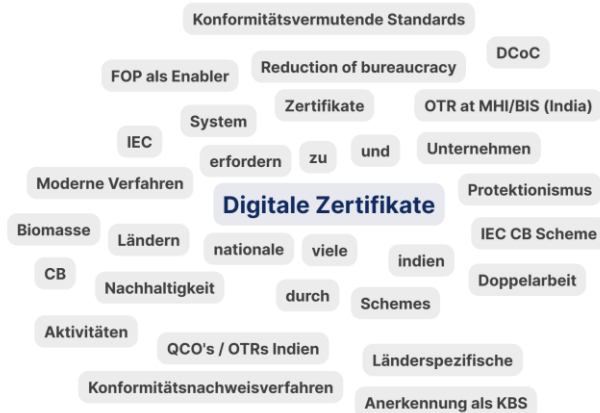 Konformitätsvermutende Standards
DCoC
FOP als Enabler
Reduction of bureaucracy
System
Zertifikate
OTR at MHI/BIS (India)
IEC
erfordern
zu
und
Unternehmen
Moderne Verfahren
Digitale Zertifikate
Protektionismus
Biomasse
Ländern
nationale
viele
indien
IEC CB Scheme
CB
Nachhaltigkeit
durch
Schemes
Doppelarbeit
Aktivitäten
QCO's / OTRs Indien
Länderspezifische
Konformitätsnachweisverfahren
Anerkennung als KBS